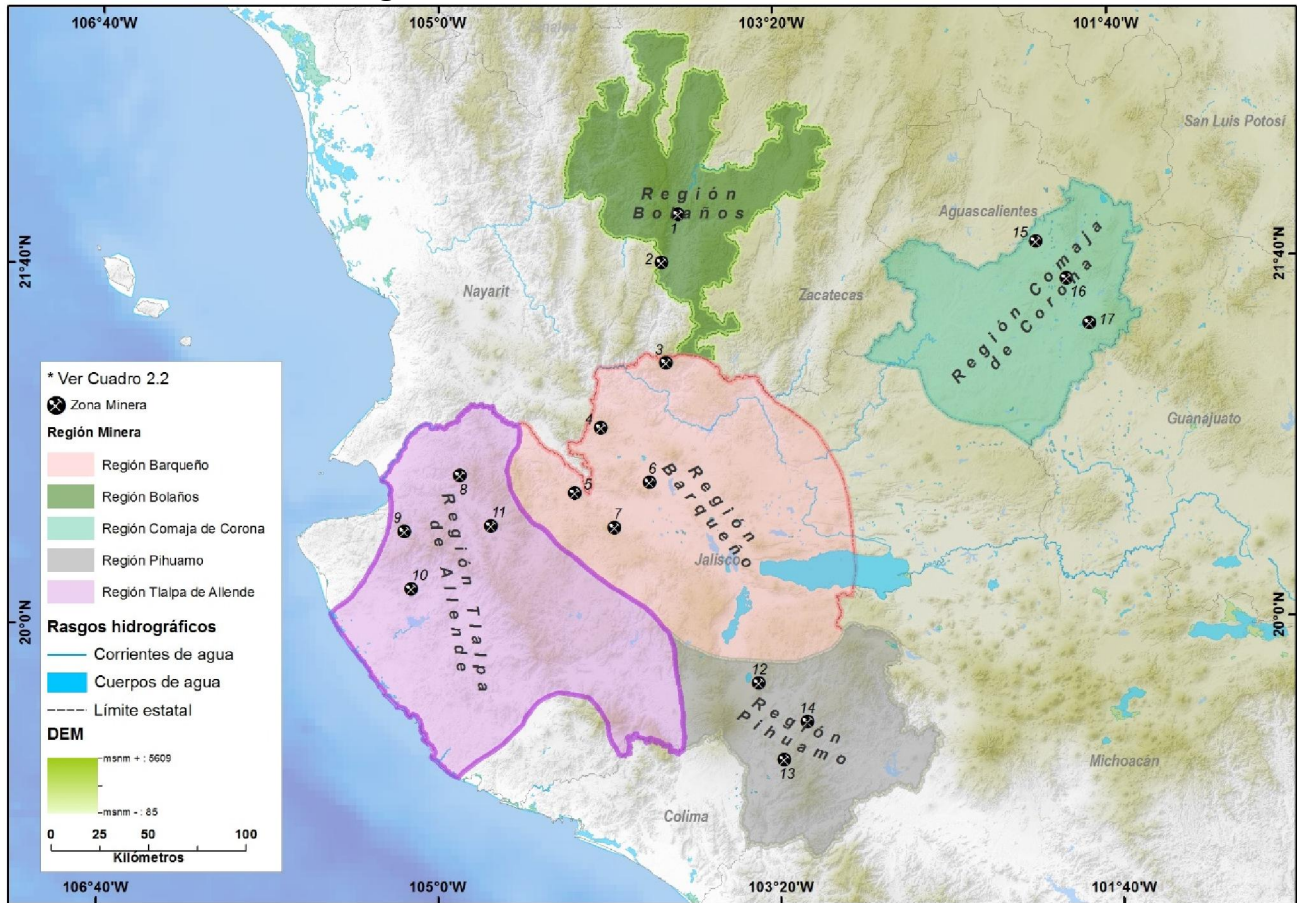 106°40'W
105°0'W
103°20'W
101°40'W
Sinaloa
San Luis Potosí
Región
Bolaños
1
Aguascalientes
15
2
21°40'N
21°40'N
Nayarit
Zacatecas
16
Región Comaja
de Corona
17
3
* Ver Cuadro 2.2
Zona Minera
Región Minera
Región Barqueño
Región Bolaños
Región Comaja de Corona
Región Pihuamo
Región Tlalpa de Allende
Rasgos hidrográficos
Corrientes de agua
Cuerpos de agua
Límite estatal
DEM
msnm + : 5609
msnm - : 85
0 25 50 100
Kilómetros
4
Guanajuato
5
6
7
Región
Barqueño
8
9
10
11
Región Tlalpa
de Allende
Jalisco
20°0'N
20°0'N
12
14
Región
Pihuamo
13
Michoacán
Colima
106°40'W
105°0'W
103°20'W
101°40'W